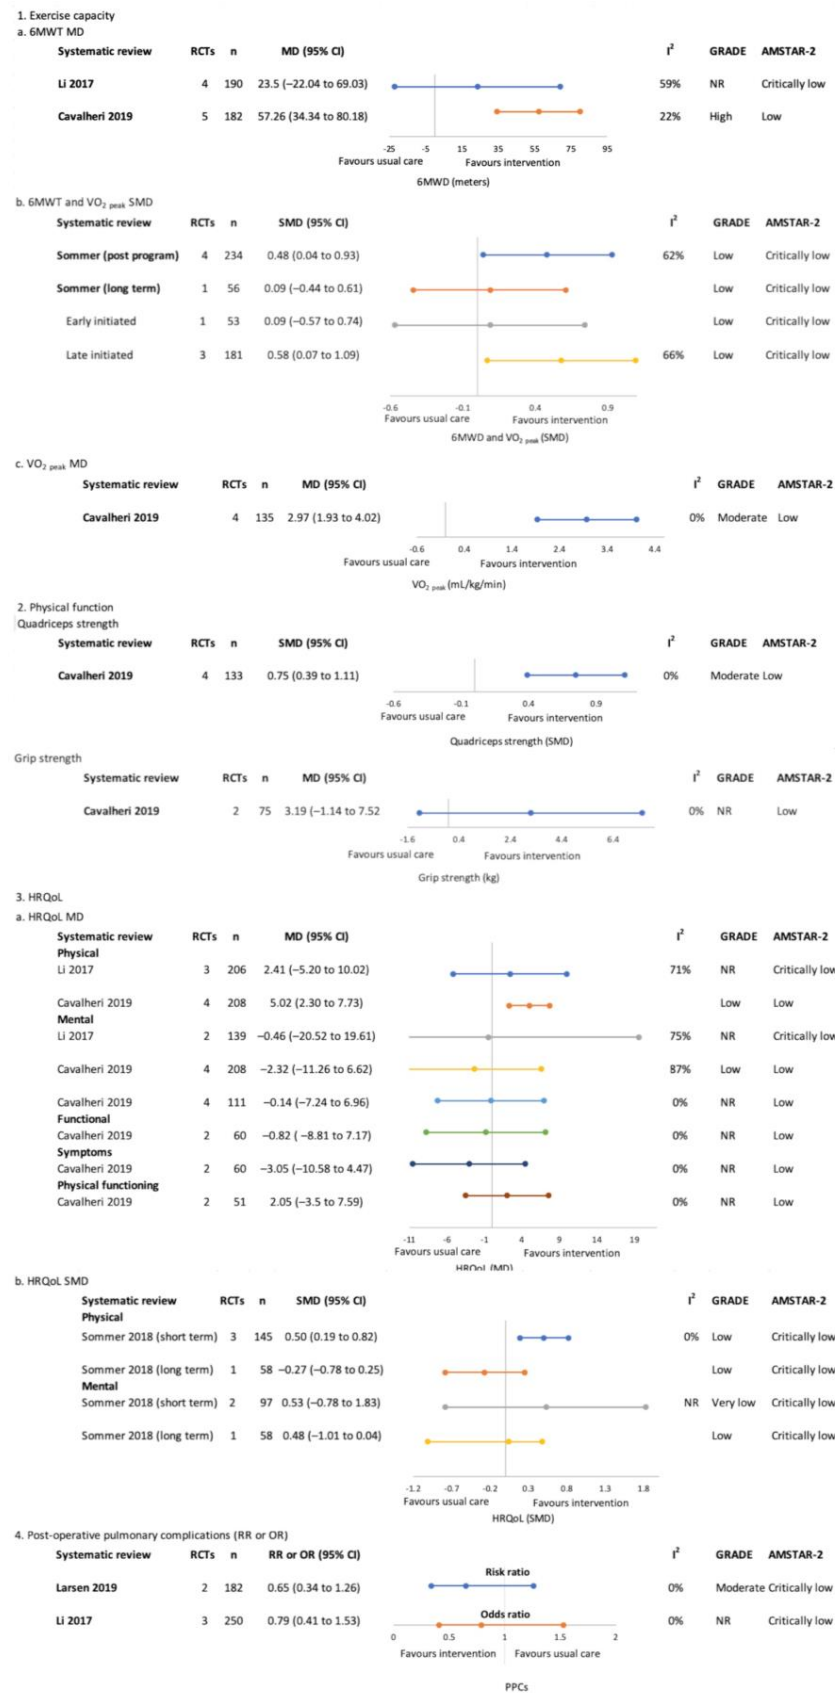 1. Exercise capacity
a. 6MWT MD
Systematic review RCTs n MD (95% CI) I² GRADE AMSTAR-2
Li 2017 4 190 23.5 (−22.04 to 69.03) 59% NR Critically low
Cavalheri 2019 5 182 57.26 (34.34 to 80.18) 22% High Low
-25 -5 15 35 55 75 95
Favours usual care Favours intervention
6MWD (meters)
b. 6MWT and VO₂ peak SMD
Systematic review RCTs n SMD (95% CI) I² GRADE AMSTAR-2
Sommer (post program) 4 234 0.48 (0.04 to 0.93) 62% Low Critically low
Sommer (long term) 1 56 0.09 (−0.44 to 0.61) Low Critically low
Early initiated 1 53 0.09 (−0.57 to 0.74) Low Critically low
Late initiated 3 181 0.58 (0.07 to 1.09) 66% Low Critically low
-0.6 -0.1 0.4 0.9
Favours usual care Favours intervention
6MWD and VO₂ peak (SMD)
c. VO₂ peak MD
Systematic review RCTs n MD (95% CI) I² GRADE AMSTAR-2
Cavalheri 2019 4 135 2.97 (1.93 to 4.02) 0% Moderate Low
-0.6 0.4 1.4 2.4 3.4 4.4
Favours usual care Favours intervention
VO₂ peak (mL/kg/min)
2. Physical function
Quadriceps strength
Systematic review RCTs n SMD (95% CI) I² GRADE AMSTAR-2
Cavalheri 2019 4 133 0.75 (0.39 to 1.11) 0% Moderate Low
-0.6 -0.1 0.4 0.9
Favours usual care Favours intervention
Quadriceps strength (SMD)
Grip strength
Systematic review RCTs n MD (95% CI) I² GRADE AMSTAR-2
Cavalheri 2019 2 75 3.19 (−1.14 to 7.52 0% NR Low
-1.6 0.4 2.4 4.4 6.4
Favours usual care Favours intervention
Grip strength (kg)
3. HRQoL
a. HRQoL MD
Systematic review RCTs n MD (95% CI) I² GRADE AMSTAR-2
Physical
Li 2017 3 206 2.41 (−5.20 to 10.02) 71% NR Critically low
Cavalheri 2019 4 208 5.02 (2.30 to 7.73) Low Low
Mental
Li 2017 2 139 −0.46 (−20.52 to 19.61) 75% NR Critically low
Cavalheri 2019 4 208 −2.32 (−11.26 to 6.62) 87% Low Low
Cavalheri 2019 4 111 −0.14 (−7.24 to 6.96) 0% NR Low
Functional
Cavalheri 2019 2 60 −0.82 ( −8.81 to 7.17) 0% NR Low
Symptoms
Cavalheri 2019 2 60 −3.05 (−10.58 to 4.47) 0% NR Low
Physical functioning
Cavalheri 2019 2 51 2.05 (−3.5 to 7.59) 0% NR Low
-11 -6 -1 4 9 14 19
Favours usual care Favours intervention
HRQoL (MD)
b. HRQoL SMD
Systematic review RCTs n SMD (95% CI) I² GRADE AMSTAR-2
Physical
Sommer 2018 (short term) 3 145 0.50 (0.19 to 0.82) 0% Low Critically low
Sommer 2018 (long term) 1 58 −0.27 (−0.78 to 0.25) Low Critically low
Mental
Sommer 2018 (short term) 2 97 0.53 (−0.78 to 1.83) NR Very low Critically low
Sommer 2018 (long term) 1 58 0.48 (−1.01 to 0.04) Low Critically low
-1.2 -0.7 -0.2 0.3 0.8 1.3 1.8
Favours usual care Favours intervention
HRQoL (SMD)
4. Post-operative pulmonary complications (RR or OR)
Systematic review RCTs n RR or OR (95% CI) I² GRADE AMSTAR-2
Risk ratio
Larsen 2019 2 182 0.65 (0.34 to 1.26) 0% Moderate Critically low
Odds ratio
Li 2017 3 250 0.79 (0.41 to 1.53) 0% NR Critically low
0 0.5 1 1.5 2
Favours intervention Favours usual care
PPCs